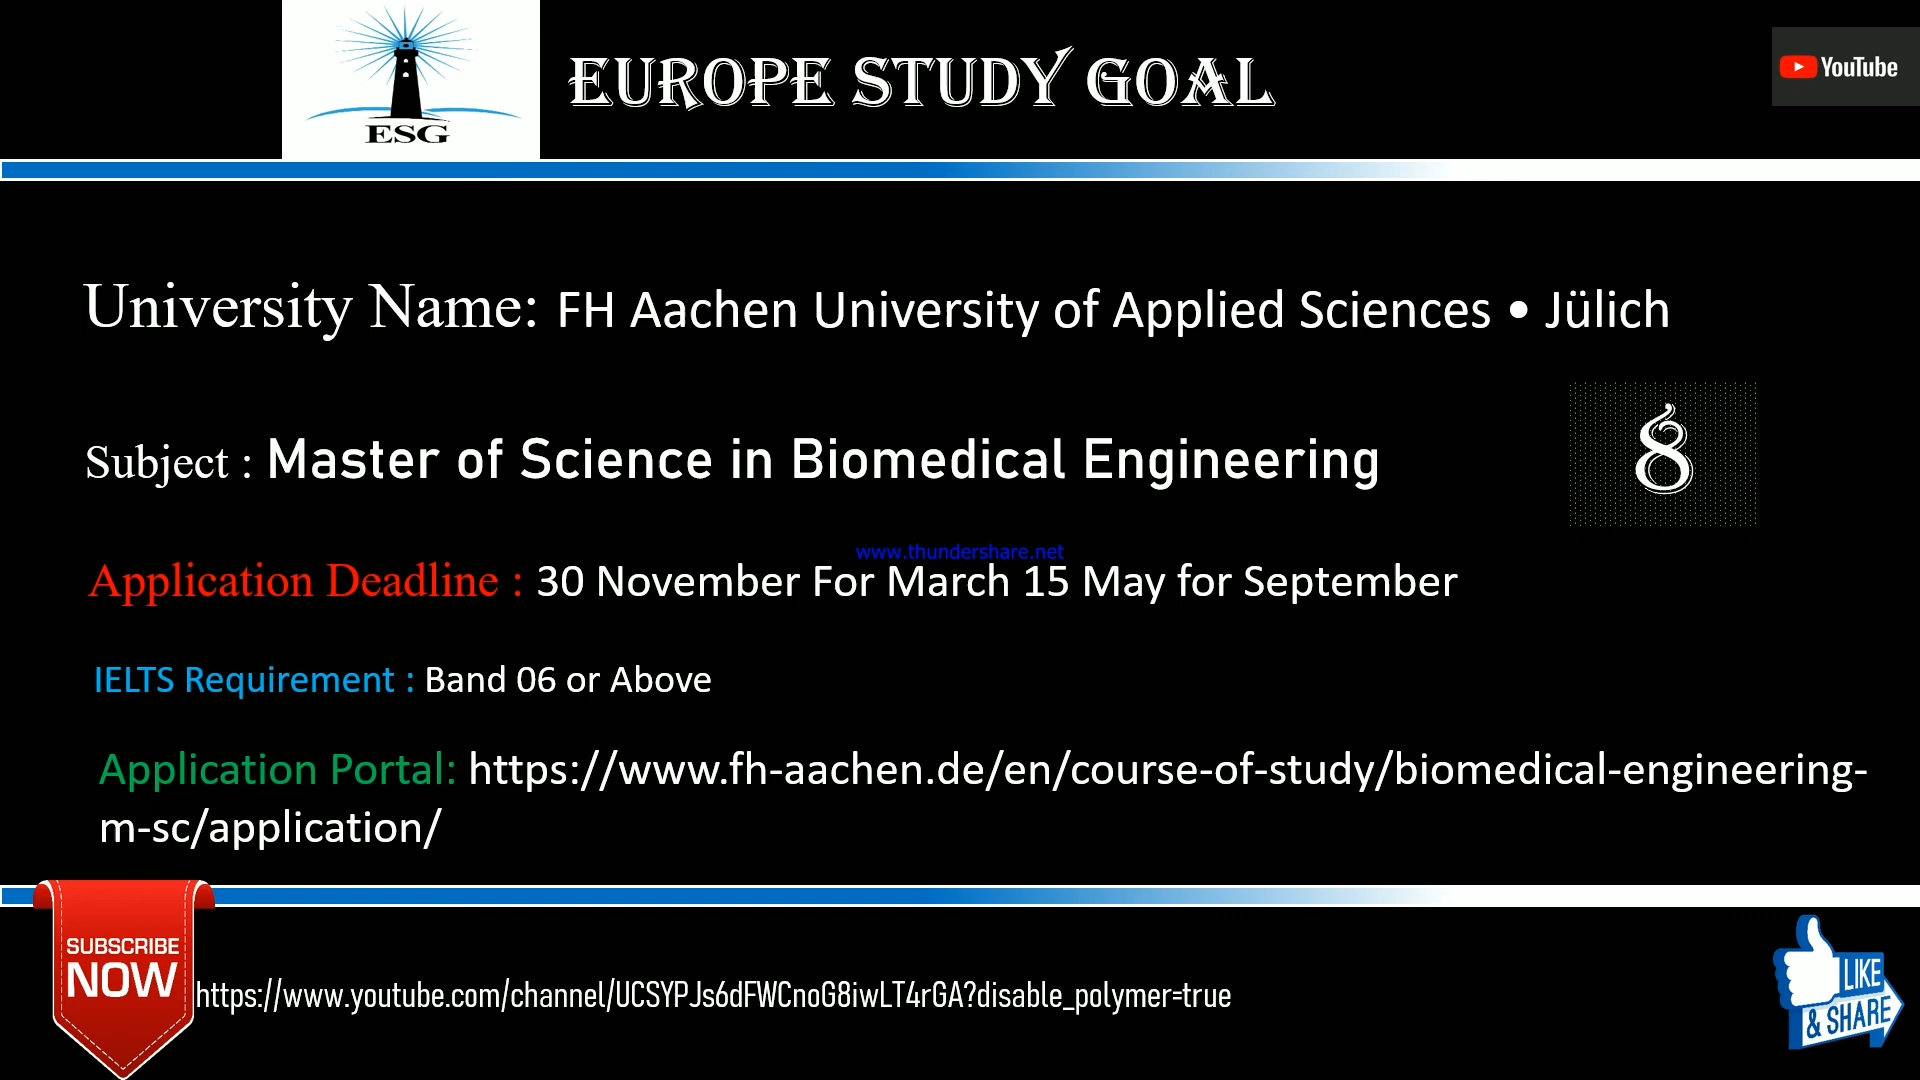 ESG
EUROPE STUDY GOAL
YouTube
University Name: FH Aachen University of Applied Sciences • Jülich
Subject : Master of Science in Biomedical Engineering
8
www.thundershare.net
Application Deadline : 30 November For March 15 May for September
IELTS Requirement : Band 06 or Above
Application Portal: https://www.fh-aachen.de/en/course-of-study/biomedical-engineering-
m-sc/application/
SUBSCRIBE
NOW
https://www.youtube.com/channel/UCSYPJs6dFWCnoG8iwLT4rGA?disable_polymer=true
LIKE
& SHARE